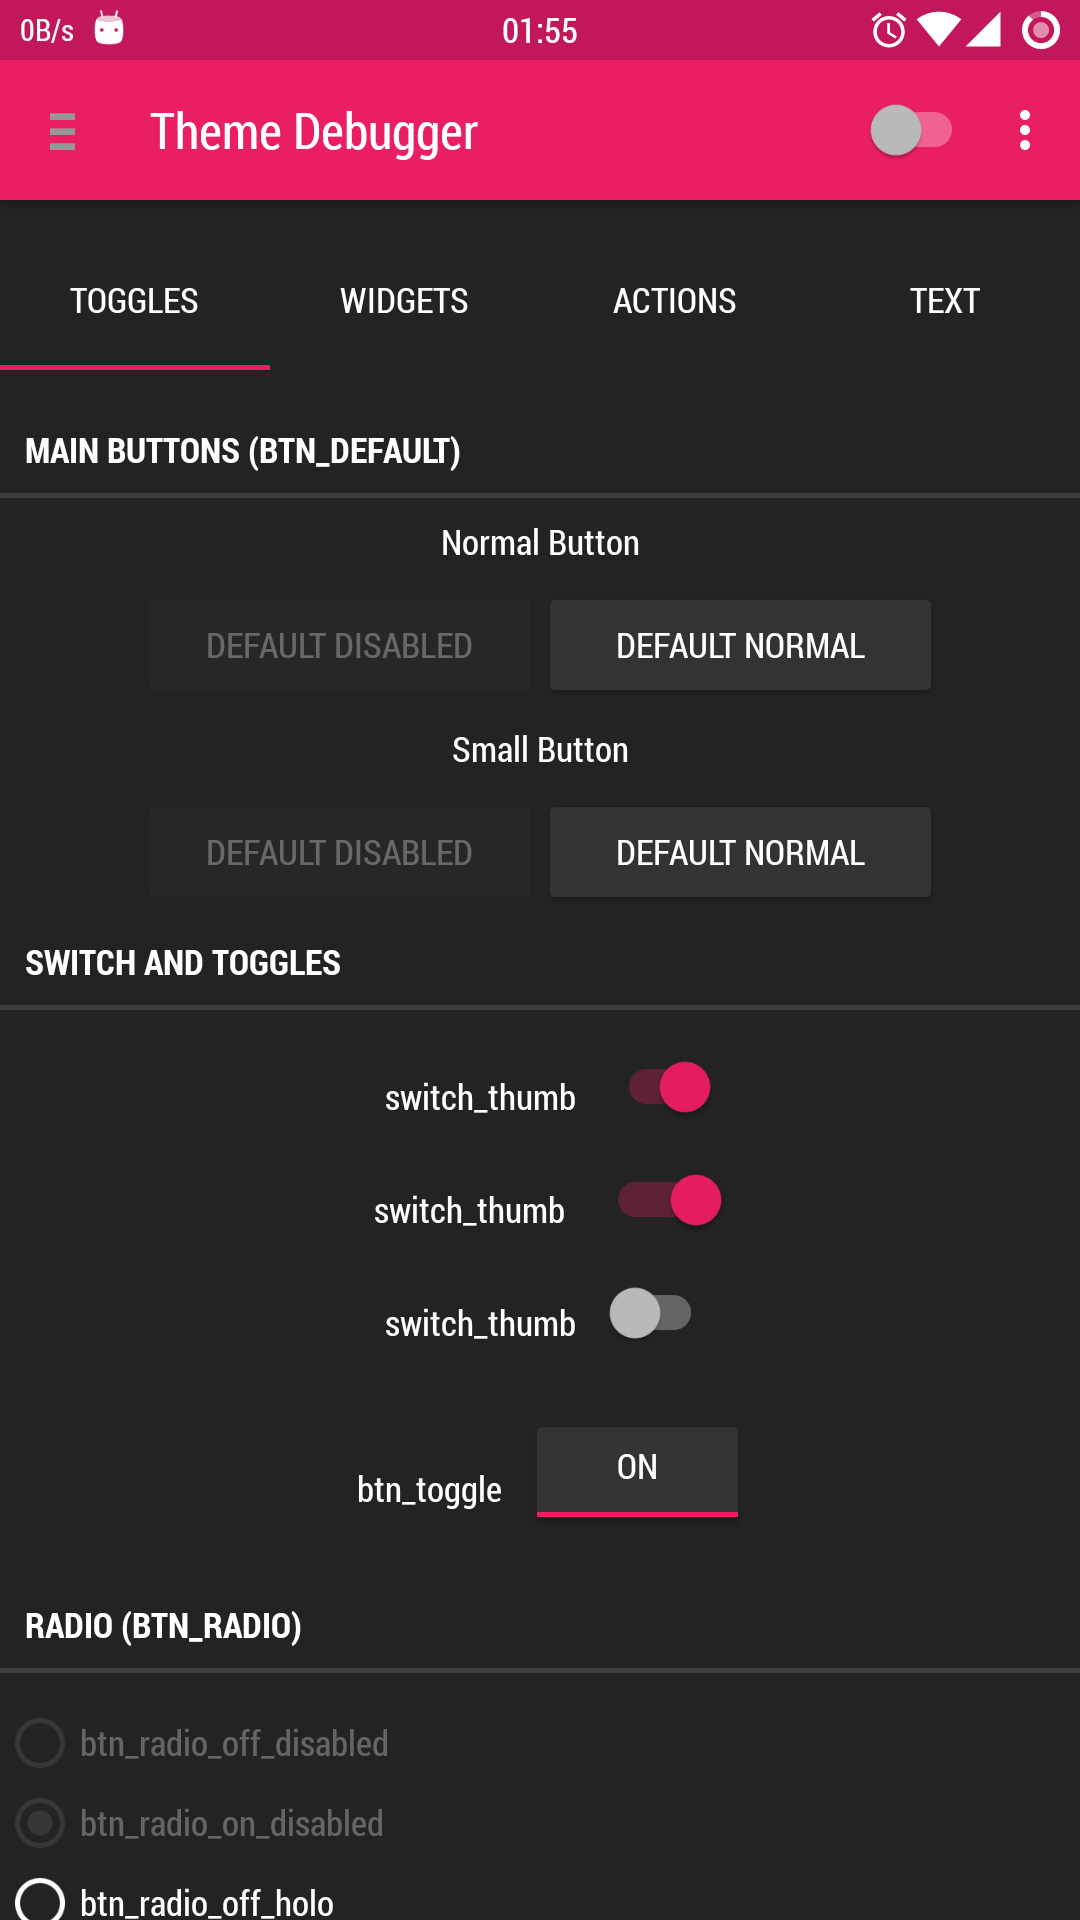 0B/s 01:55
Theme Debugger
TOGGLES WIDGETS ACTIONS TEXT
MAIN BUTTONS (BTN_DEFAULT)
Normal Button
DEFAULT DISABLED DEFAULT NORMAL
Small Button
DEFAULT DISABLED DEFAULT NORMAL
SWITCH AND TOGGLES
switch_thumb
switch_thumb
switch_thumb
btn_toggle ON
RADIO (BTN_RADIO)
btn_radio_off_disabled
btn_radio_on_disabled
btn_radio_off_holo